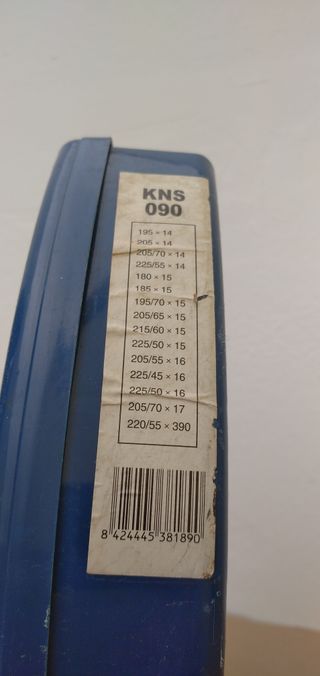 KNS
090
195 × 14
205 × 14
205/70 × 14
225/55 × 14
180 × 15
185 × 15
195/70 × 15
205/65 × 15
215/60 × 15
225/50 × 15
205/55 × 16
225/45 × 16
225/50 × 16
205/70 × 17
220/55 × 390
8 424445 381890